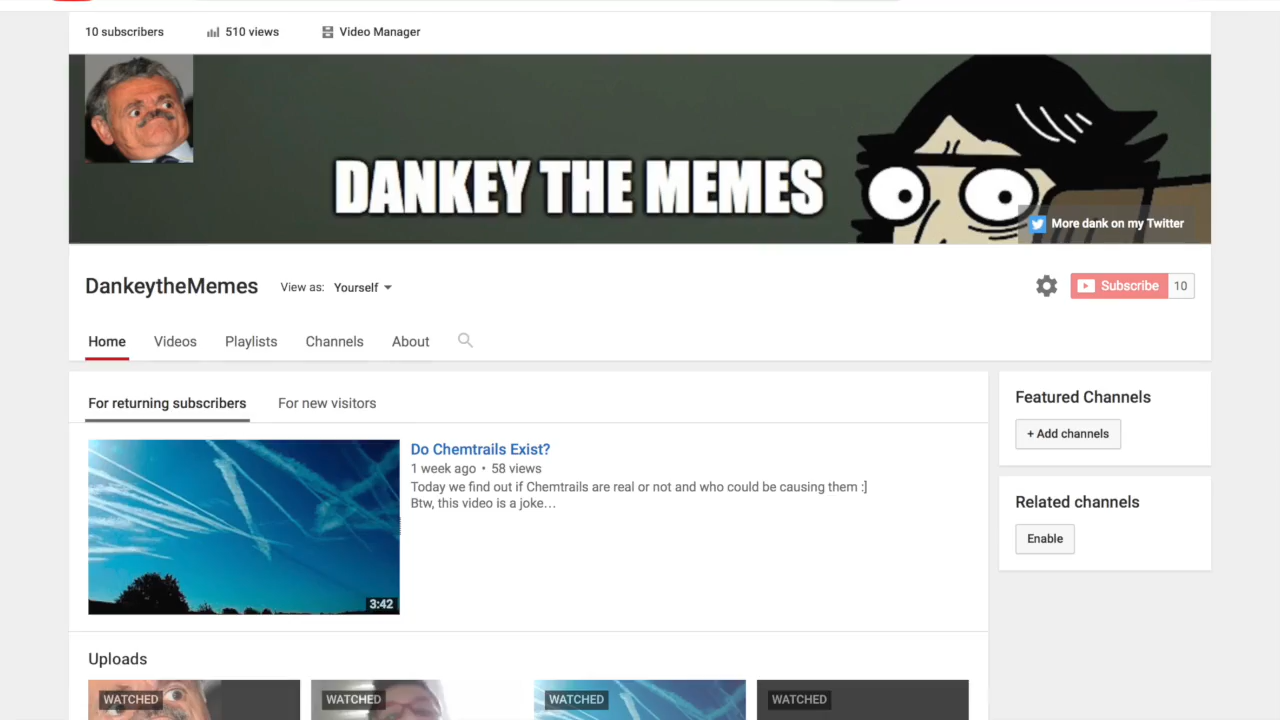 10 subscribers 510 views Video Manager
DANKEY THE MEMES
More dank on my Twitter
DankeytheMemes View as: Yourself Subscribe 10
Home Videos Playlists Channels About
For returning subscribers For new visitors
Featured Channels
+ Add channels
Do Chemtrails Exist?
1 week ago • 58 views
Today we find out if Chemtrails are real or not and who could be causing them :]
Btw, this video is a joke…
3:42
Related channels
Enable
Uploads
WATCHED WATCHED WATCHED WATCHED